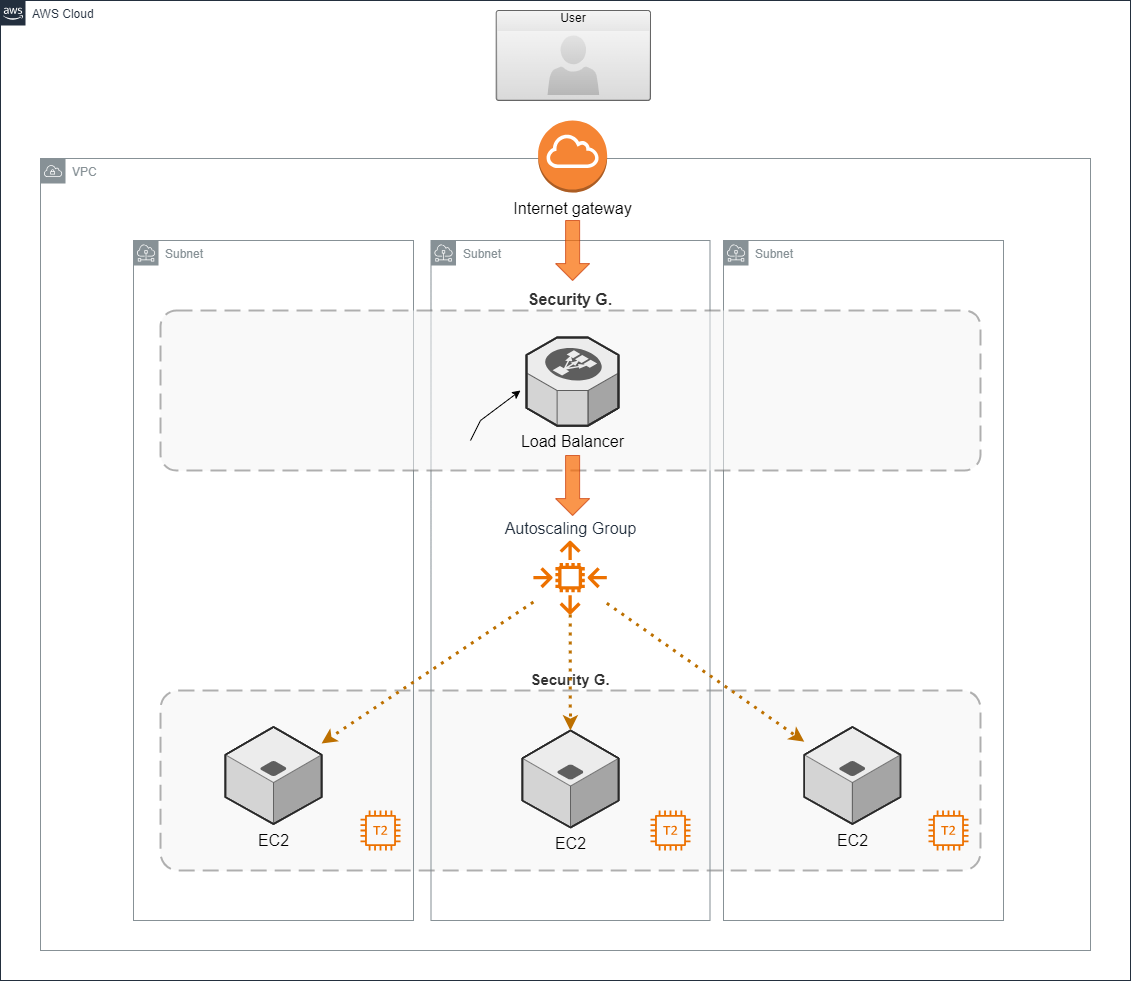 aws
AWS Cloud
User
VPC
Internet gateway
Subnet
Subnet
Subnet
Security G.
Load Balancer
Autoscaling Group
Security G.
EC2
T2
EC2
T2
EC2
T2